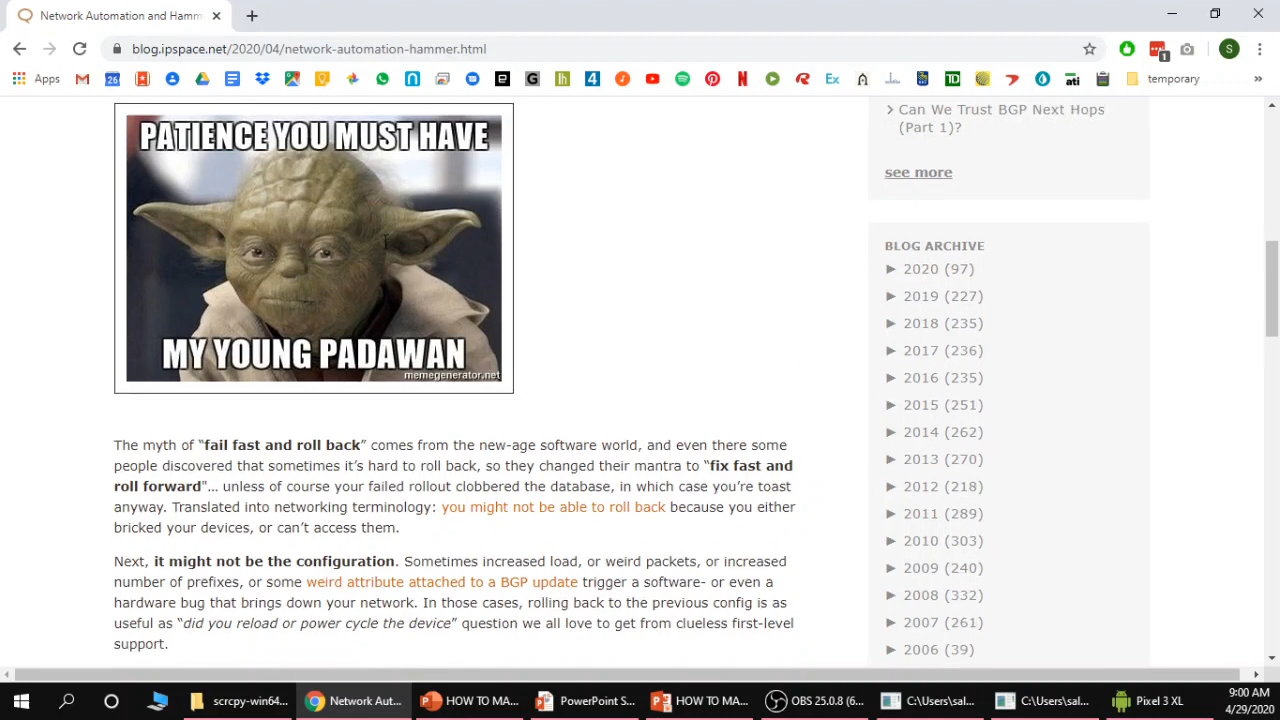 Network Automation and Hamm
blog.ipspace.net/2020/04/network-automation-hammer.html
Apps
temporary
PATIENCE YOU MUST HAVE
MY YOUNG PADAWAN
memegenerator.net
The myth of “fail fast and roll back” comes from the new-age software world, and even there some
people discovered that sometimes it’s hard to roll back, so they changed their mantra to “fix fast and
roll forward"… unless of course your failed rollout clobbered the database, in which case you’re toast
anyway. Translated into networking terminology: you might not be able to roll back because you either
bricked your devices, or can’t access them.
Next, it might not be the configuration. Sometimes increased load, or weird packets, or increased
number of prefixes, or some weird attribute attached to a BGP update trigger a software- or even a
hardware bug that brings down your network. In those cases, rolling back to the previous config is as
useful as “did you reload or power cycle the device” question we all love to get from clueless first-level
support.
Can We Trust BGP Next Hops
(Part 1)?
see more
BLOG ARCHIVE
► 2020 (97)
► 2019 (227)
► 2018 (235)
► 2017 (236)
► 2016 (235)
► 2015 (251)
► 2014 (262)
► 2013 (270)
► 2012 (218)
► 2011 (289)
► 2010 (303)
► 2009 (240)
► 2008 (332)
► 2007 (261)
► 2006 (39)
scrcpy-win64...
Network Aut...
HOW TO MA...
PowerPoint S...
HOW TO MA...
OBS 25.0.8 (6...
C:\Users\sal...
C:\Users\sal...
Pixel 3 XL
9:00 AM
4/29/2020